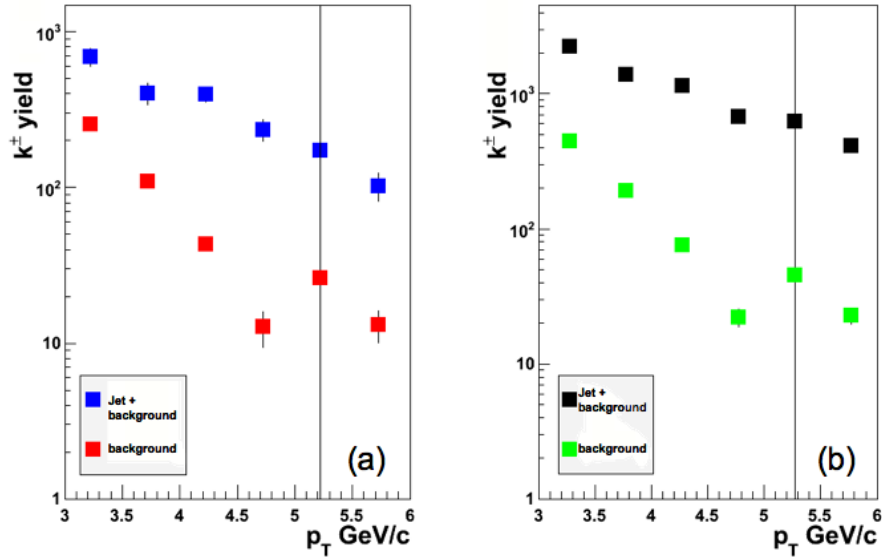 10³
10²
10
1
k± yield
Jet +
background
background
(a)
3 3.5 4 4.5 5 5.5 6
p_T GeV/c
10³
10²
10
1
k± yield
Jet +
background
background
(b)
3 3.5 4 4.5 5 5.5 6
p_T GeV/c